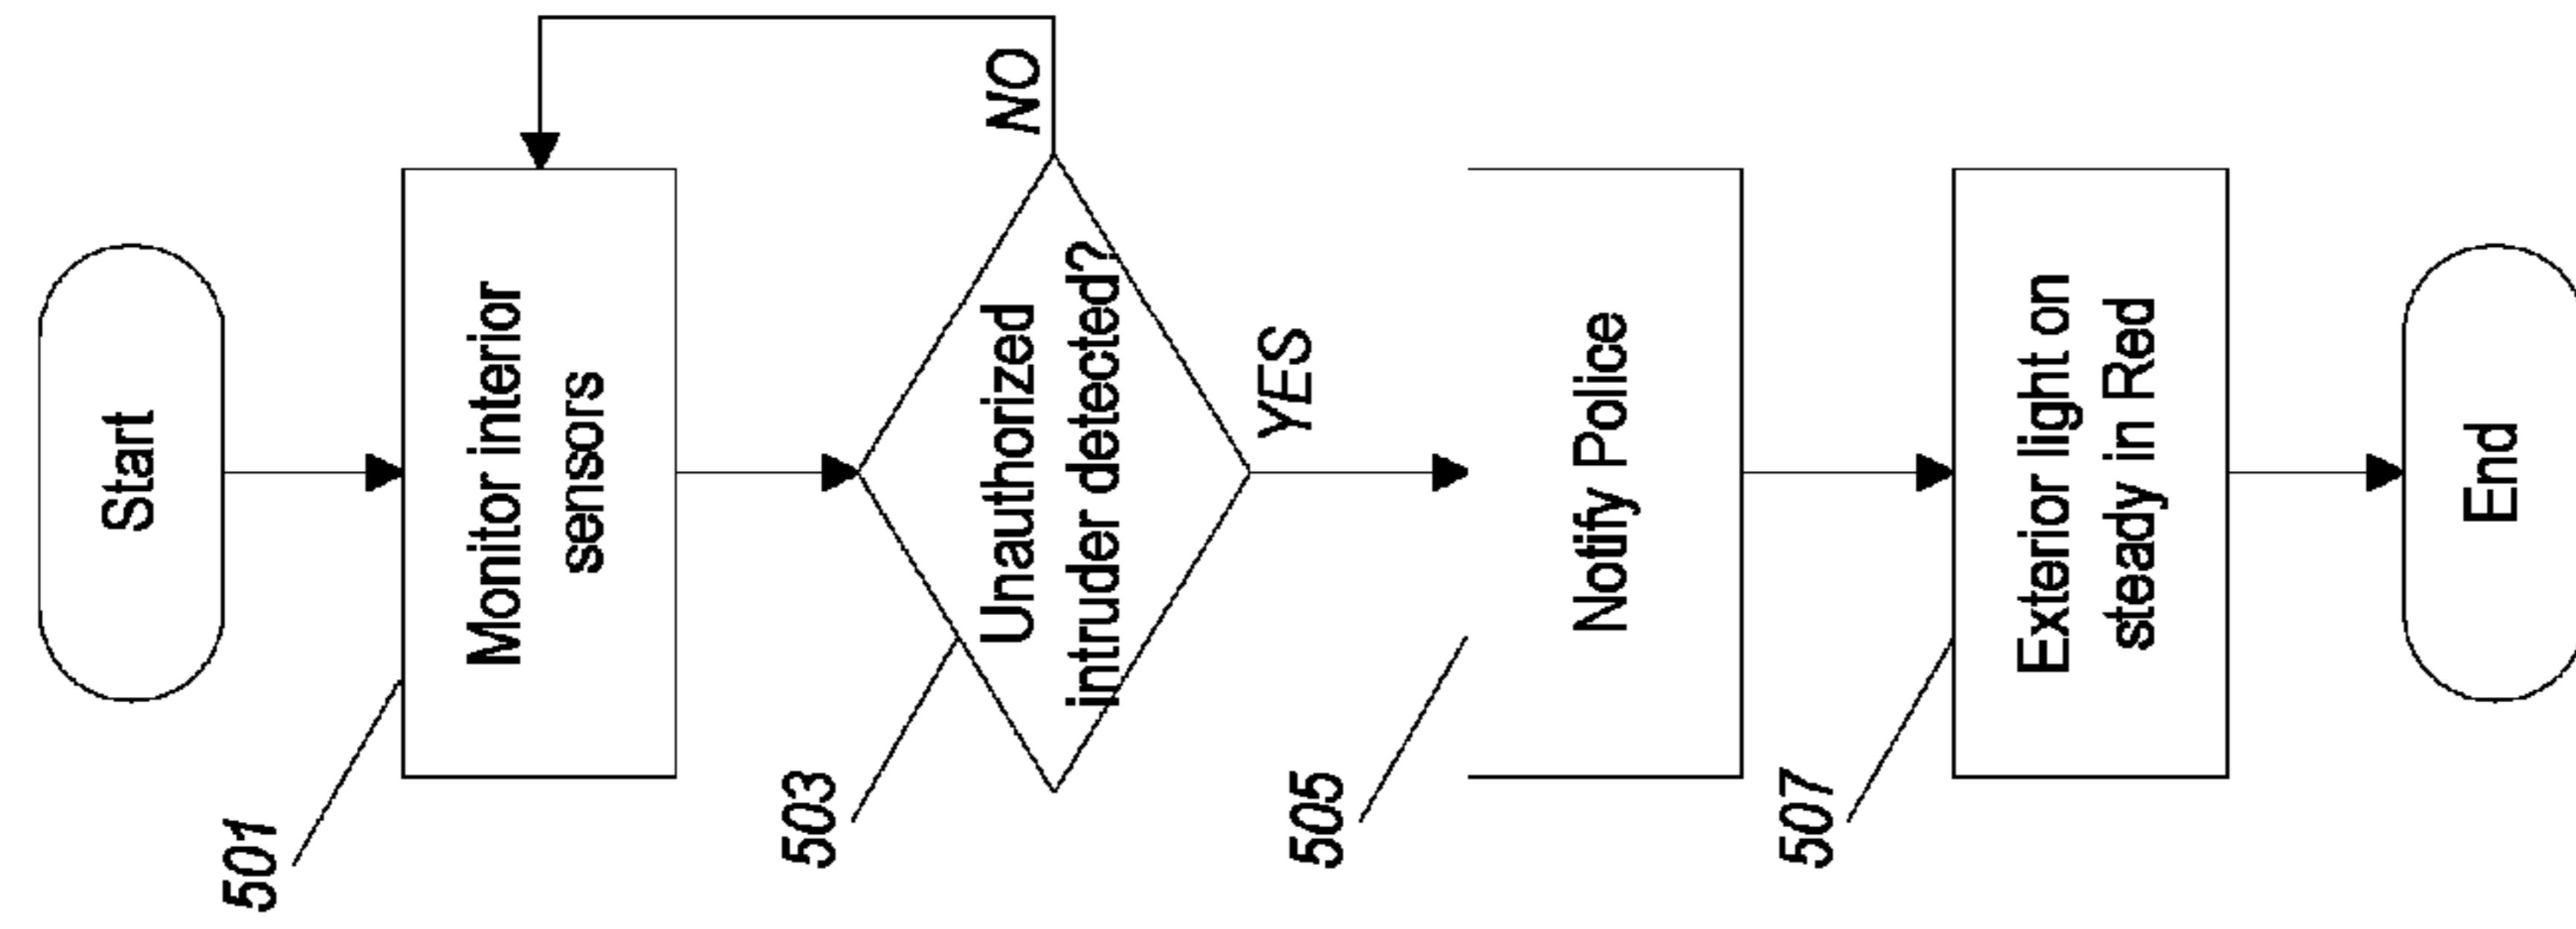 Start
501
Monitor interior
sensors
NO
503
Unauthorized
intruder detected?
YES
505
Notify Police
507
Exterior light on
steady in Red
End